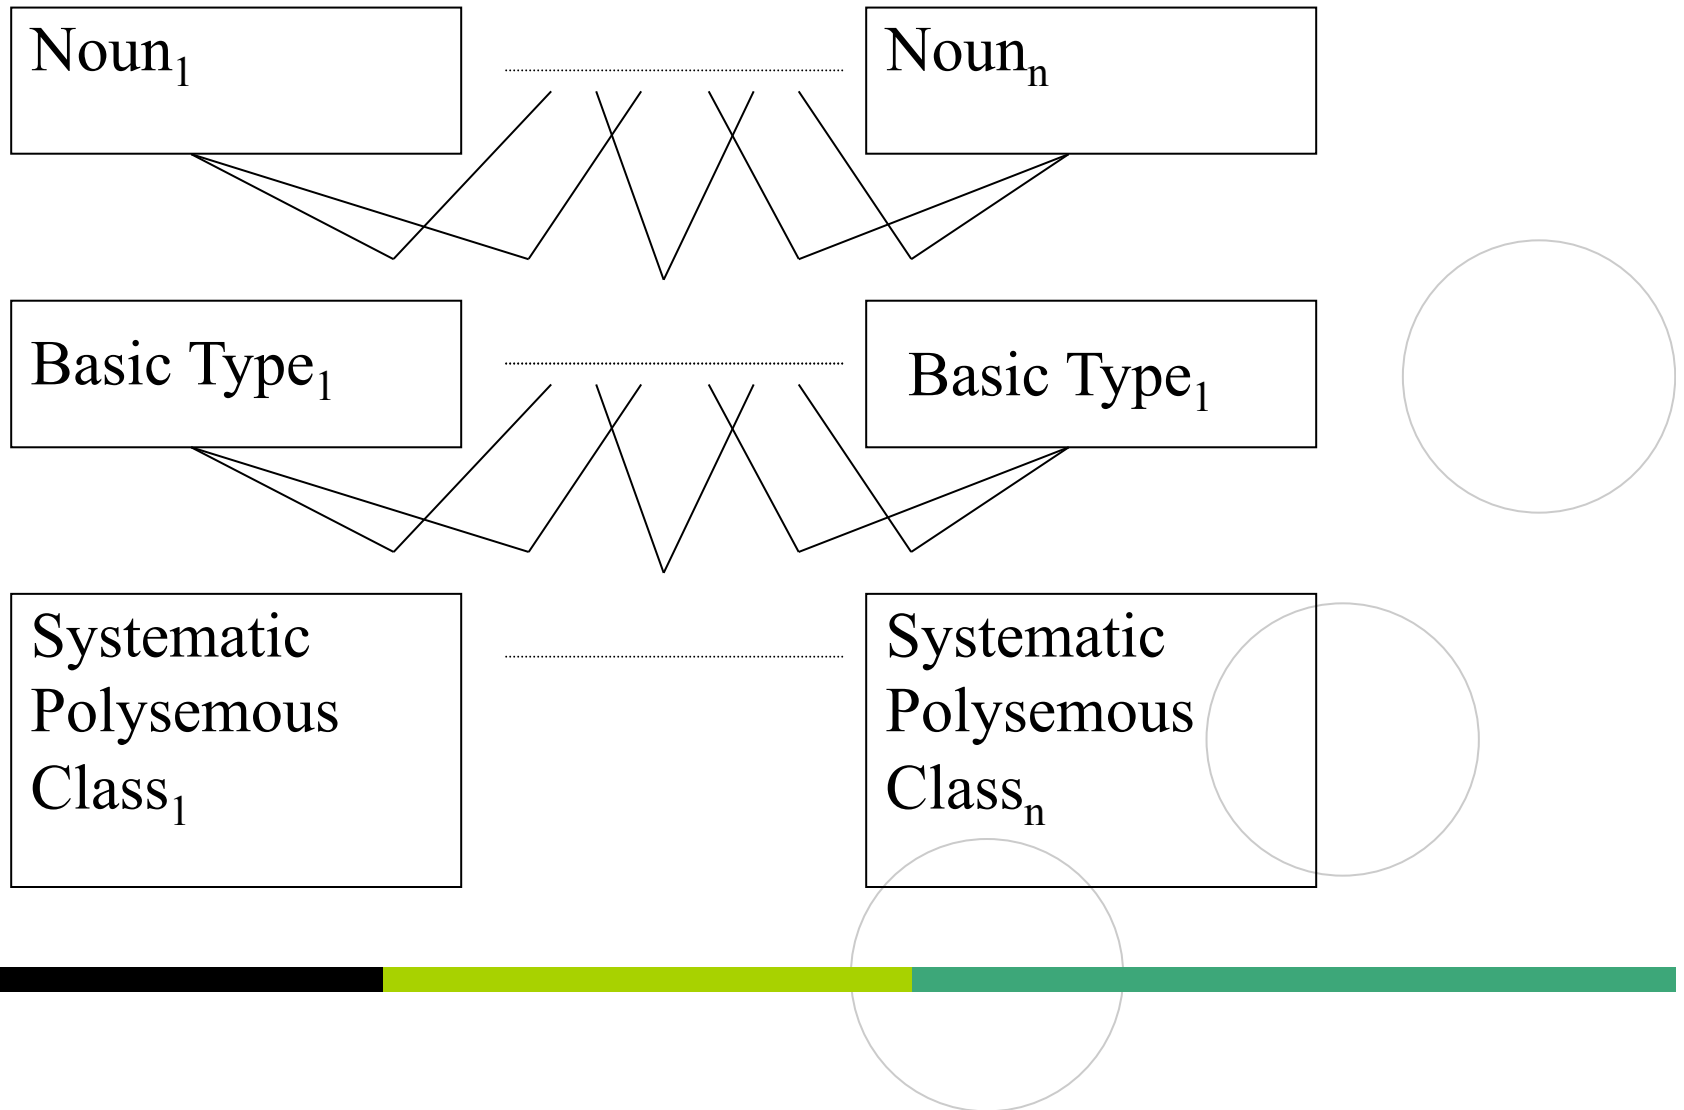 Noun₁
Nounₙ
Basic Type₁
Basic Type₁
Systematic
Polysemous
Class₁
Systematic
Polysemous
Classₙ